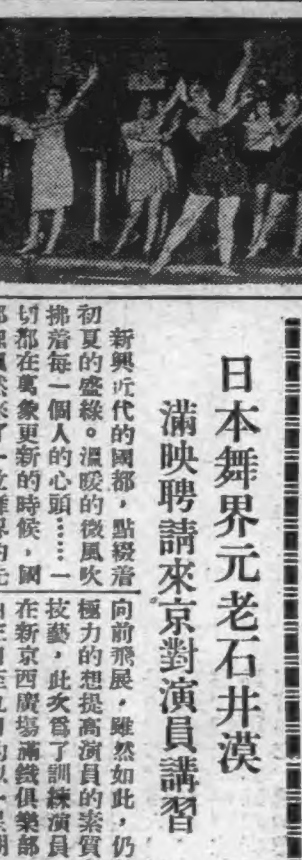 日本舞界元老石井漠
滿映聘請來京對演員講習
新興近代的國都，點綴着
初夏的盛綠。溫暖的微風吹
拂着每一個人的心頭……一
切都在萬象更新的時候，國
向前飛展，雖然如此，仍
極力的想提高演員的素質
技藝，此次爲了訓練演員
在新京西廣場滿鐵俱樂部